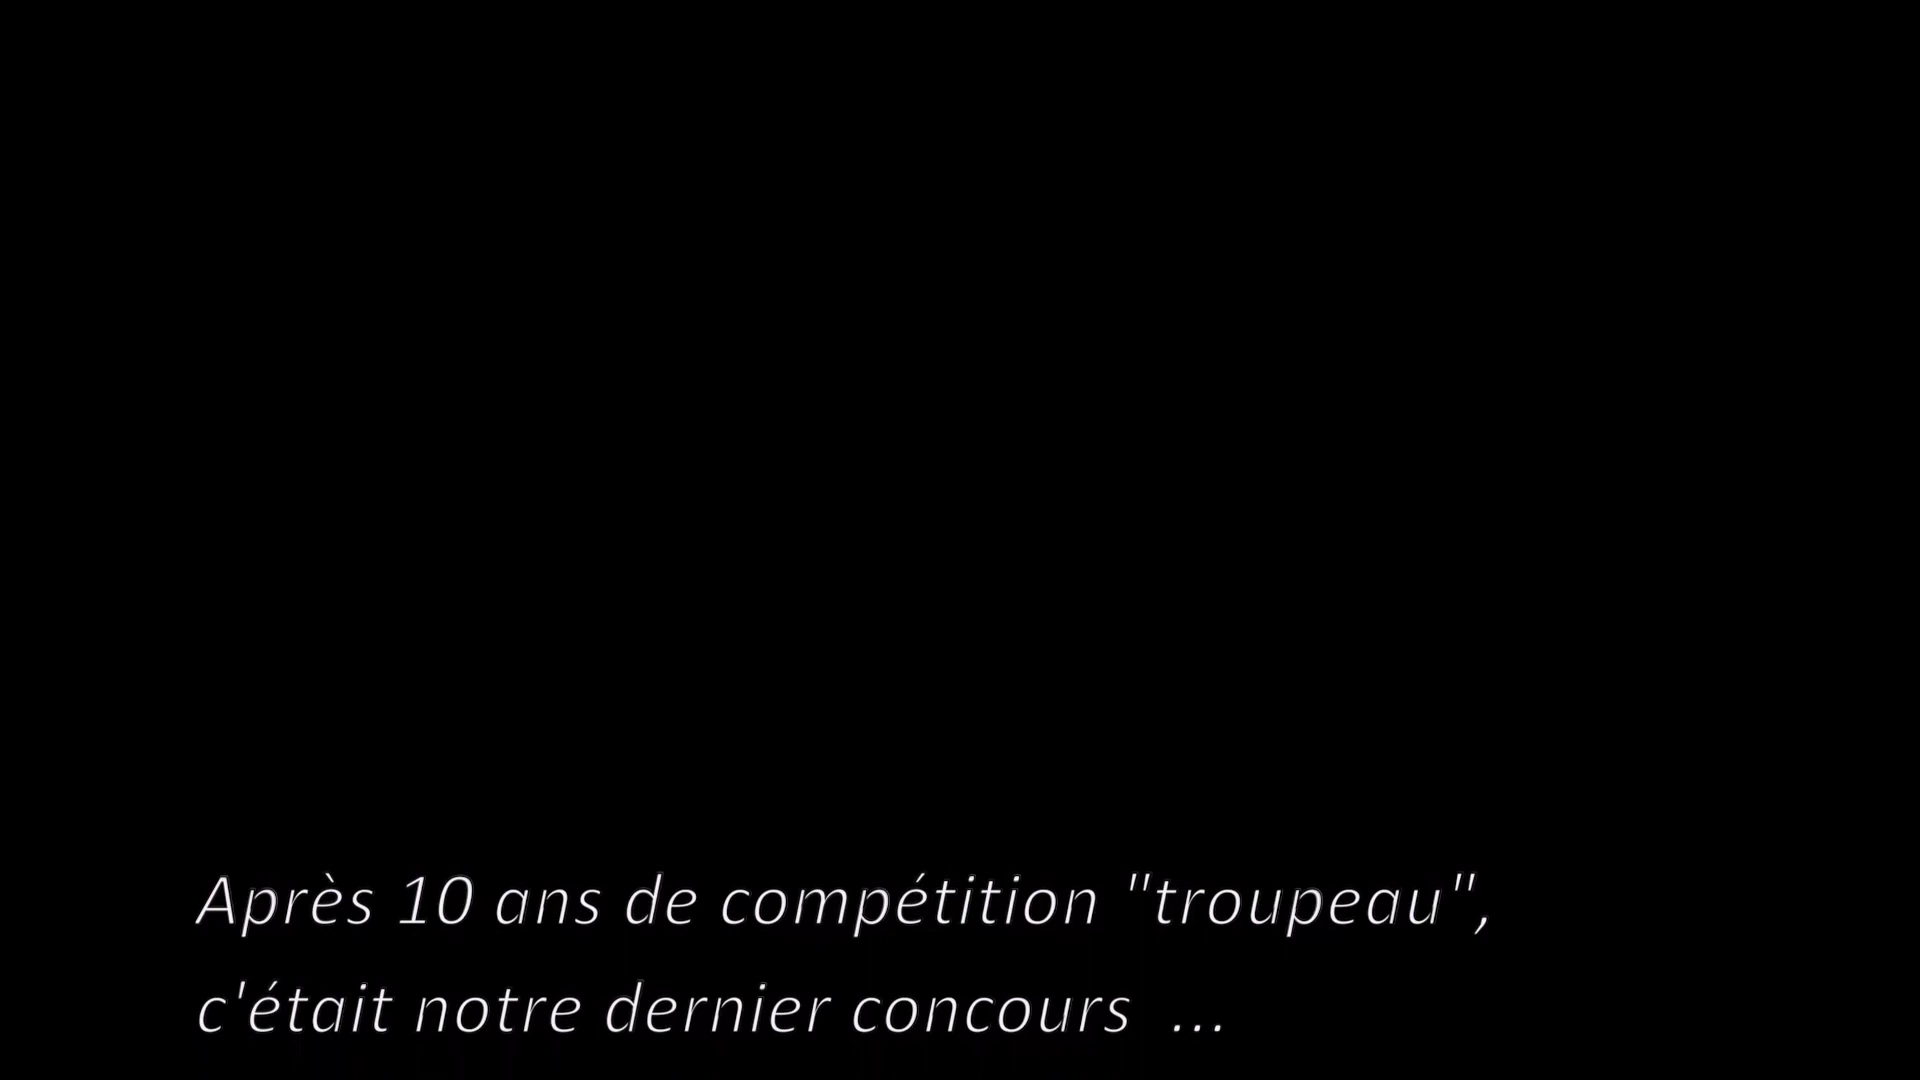 Après 10 ans de compétition "troupeau",
c'était notre dernier concours ...